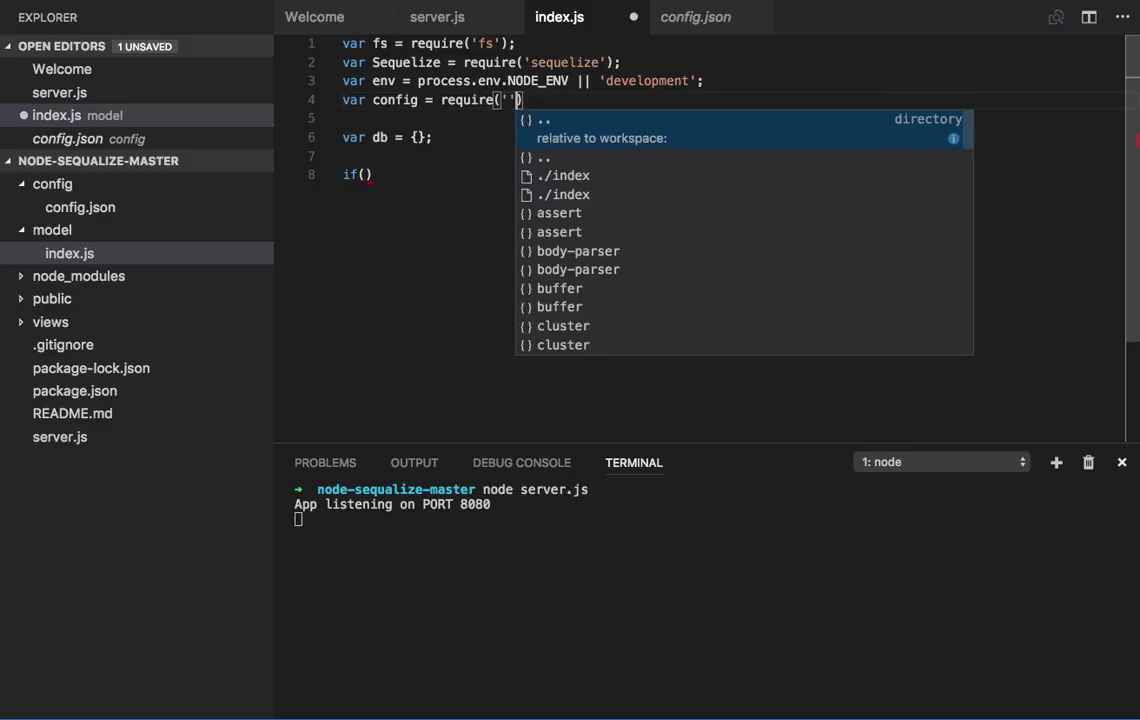 EXPLORER
OPEN EDITORS 1 UNSAVED
Welcome
server.js
index.js model
config.json config
NODE-SEQUALIZE-MASTER
config
config.json
model
index.js
node_modules
public
views
.gitignore
package-lock.json
package.json
README.md
server.js
Welcome server.js index.js config.json
1 var fs = require('fs');
2 var Sequelize = require('sequelize');
3 var env = process.env.NODE_ENV || 'development';
4 var config = require('')
5
6 var db = {};
7
8 if()
{} .. directory
relative to workspace:
{} ..
./index
./index
{} assert
{} assert
{} body-parser
{} body-parser
{} buffer
{} buffer
{} cluster
{} cluster
PROBLEMS OUTPUT DEBUG CONSOLE TERMINAL 1: node
➜ node-sequalize-master node server.js
App listening on PORT 8080